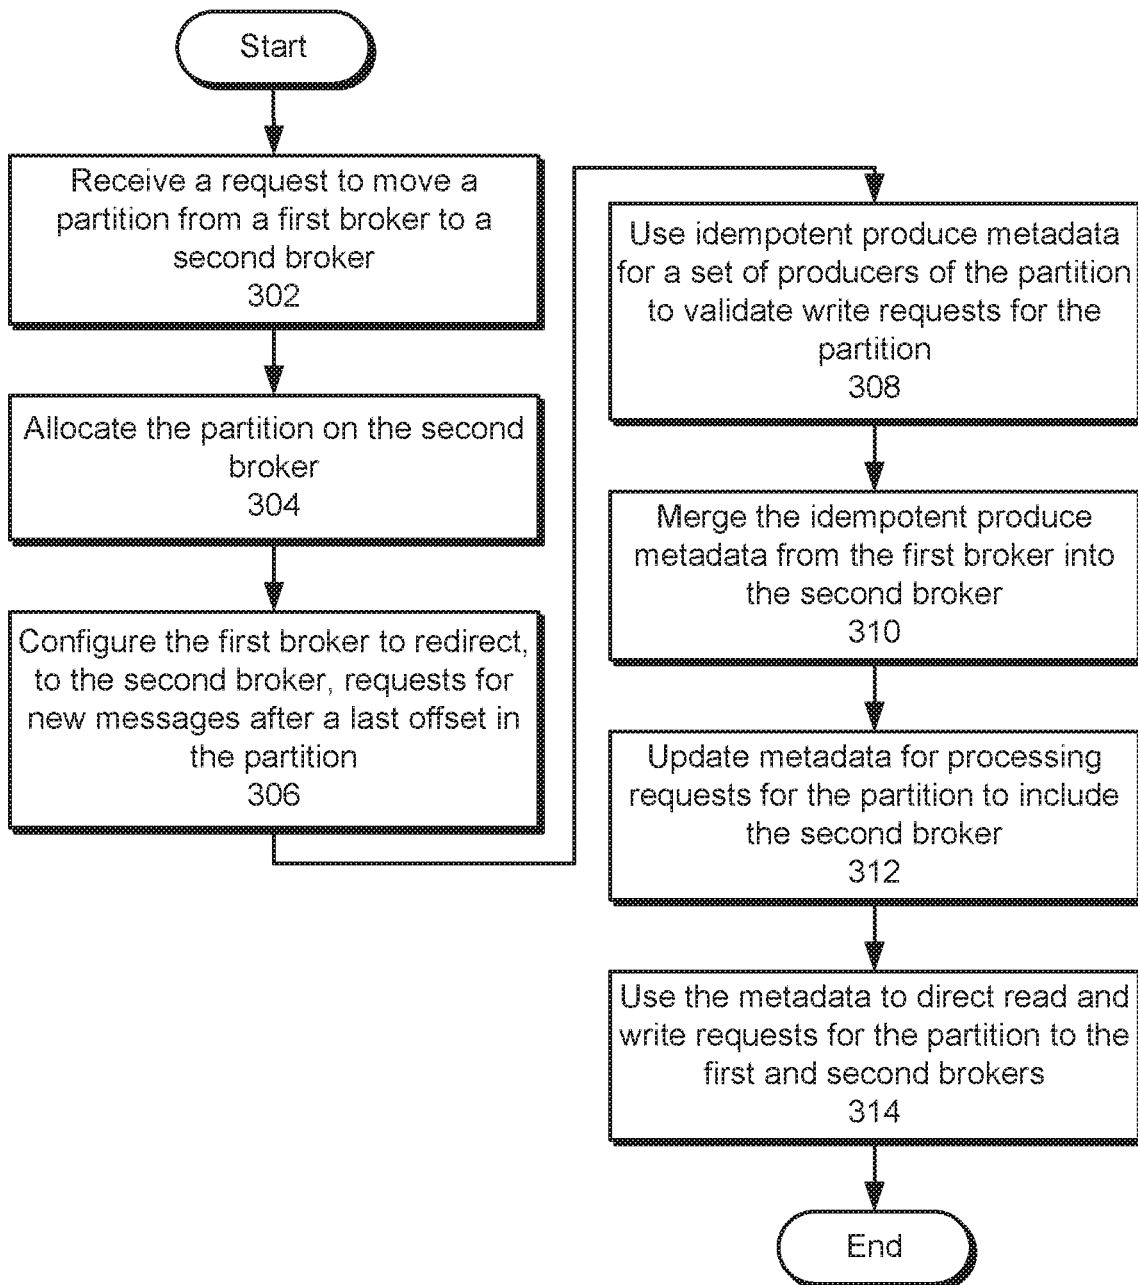 Start
Receive a request to move a
partition from a first broker to a
second broker
302
Allocate the partition on the second
broker
304
Configure the first broker to redirect,
to the second broker, requests for
new messages after a last offset in
the partition
306
Use idempotent produce metadata
for a set of producers of the partition
to validate write requests for the
partition
308
Merge the idempotent produce
metadata from the first broker into
the second broker
310
Update metadata for processing
requests for the partition to include
the second broker
312
Use the metadata to direct read and
write requests for the partition to the
first and second brokers
314
End